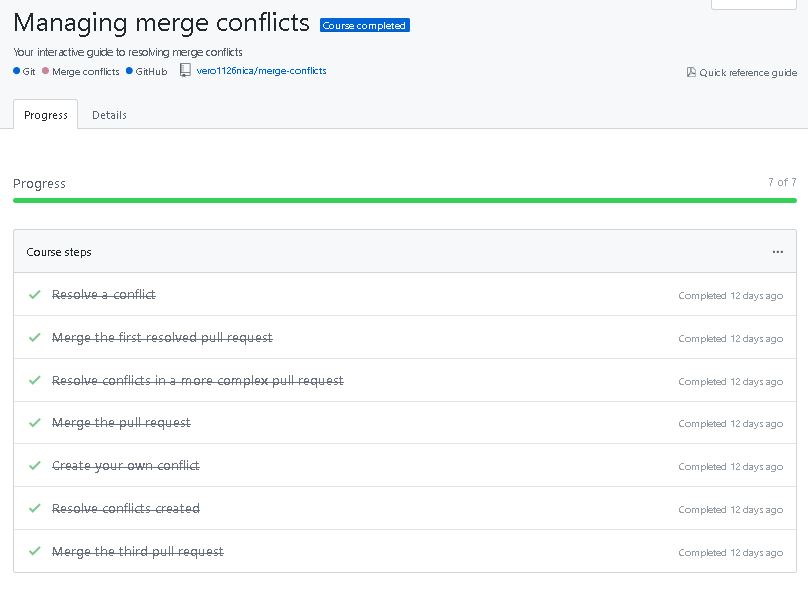 Managing merge conflicts Course completed
Your interactive guide to resolving merge conflicts
Git Merge conflicts GitHub vero1126nica/merge-conflicts Quick reference guide
Progress Details
Progress 7 of 7
Course steps ...
Resolve a conflict Completed 12 days ago
Merge the first resolved pull request Completed 12 days ago
Resolve conflicts in a more complex pull request Completed 12 days ago
Merge the pull request Completed 12 days ago
Create your own conflict Completed 12 days ago
Resolve conflicts created Completed 12 days ago
Merge the third pull request Completed 12 days ago